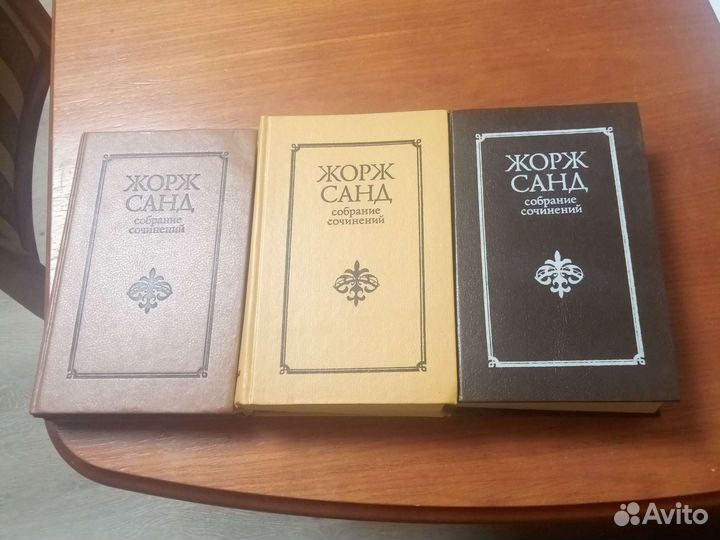 ЖОРЖ
САНД
собрание
сочинений
ЖОРЖ
САНД
собрание
сочинений
ЖОРЖ
САНД
собрание
сочинений
Avito